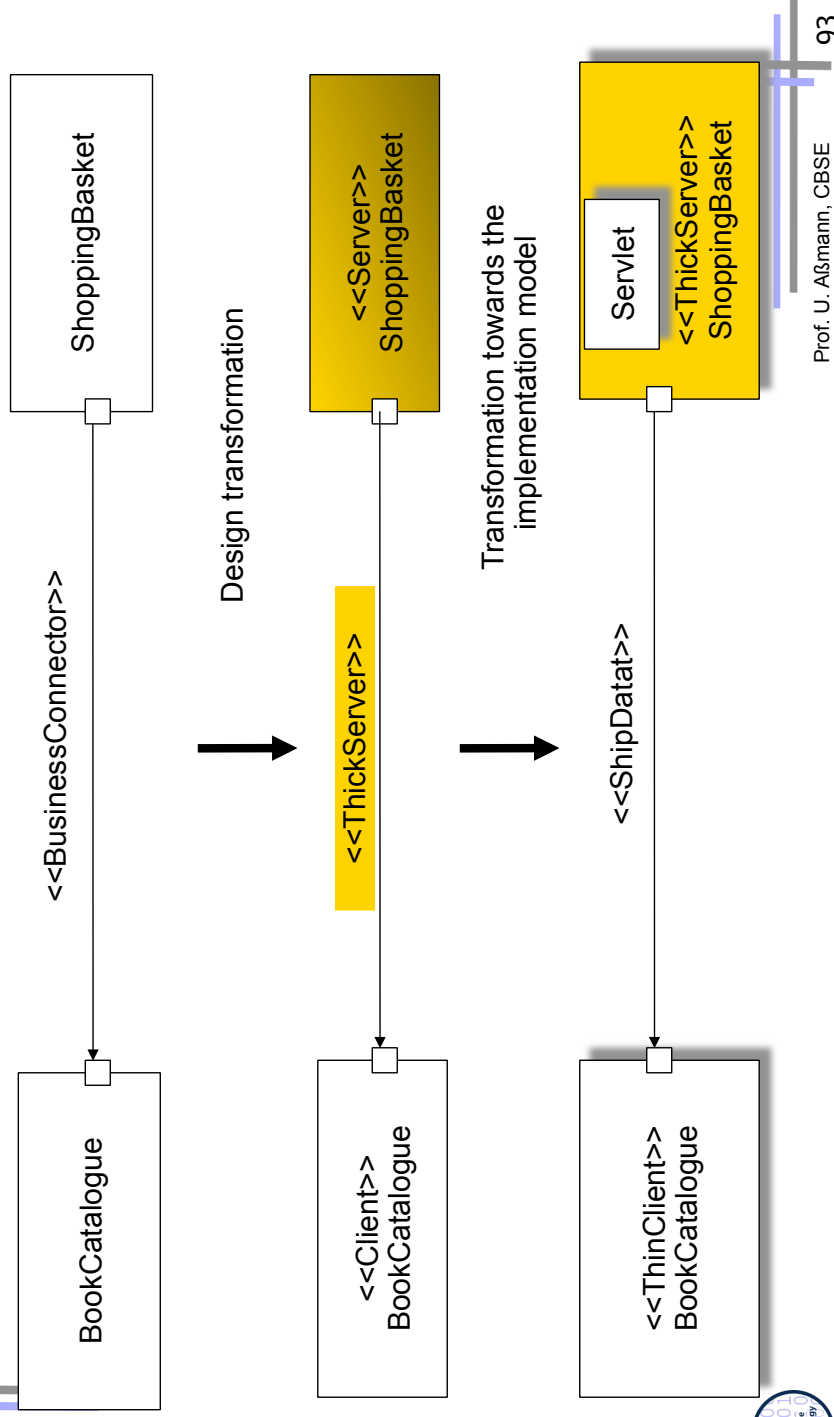 <<BusinessConnector>>
BookCatalogue
ShoppingBasket
Design transformation
<<ThickServer>>
<<Client>>
BookCatalogue
<<Server>>
ShoppingBasket
Transformation towards the
implementation model
<<ShipDatat>>
<<ThinClient>>
BookCatalogue
Servlet
<<ThickServer>>
ShoppingBasket
Prof. U. Aßmann, CBSE
93